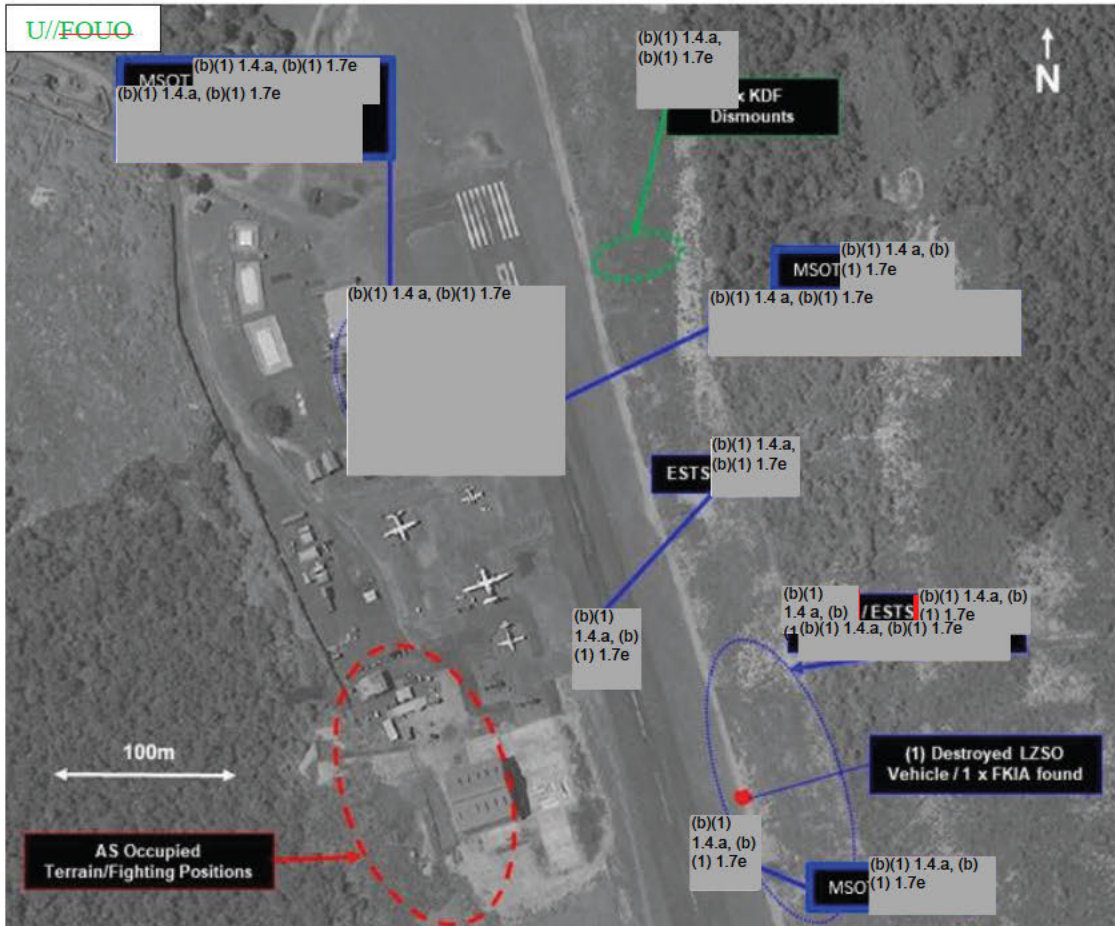 U//FOUO
(b)(1) 1.4.a,
(b)(1) 1.7e
N
MSOT
(b)(1) 1.4.a, (b)(1) 1.7e
(b)(1) 1.4.a, (b)(1) 1.7e
x KDF
Dismounts
MSOT
(b)(1) 1.4 a, (b)
(1) 1.7e
(b)(1) 1.4 a, (b)(1) 1.7e
(b)(1) 1.4 a, (b)(1) 1.7e
ESTS
(b)(1) 1.4.a,
(b)(1) 1.7e
(b)(1)
1.4.a, (b)
(1) 1.7e
(b)(1)
1.4 a, (b)
(1
/ESTS
(b)(1) 1.4.a, (b)
(1) 1.7e
(b)(1) 1.4.a, (b)(1) 1.7e
100m
(1) Destroyed LZSO
Vehicle / 1 x FKIA found
AS Occupied
Terrain/Fighting Positions
(b)(1)
1.4.a, (b)
(1) 1.7e
MSOT
(b)(1) 1.4.a, (b)
(1) 1.7e